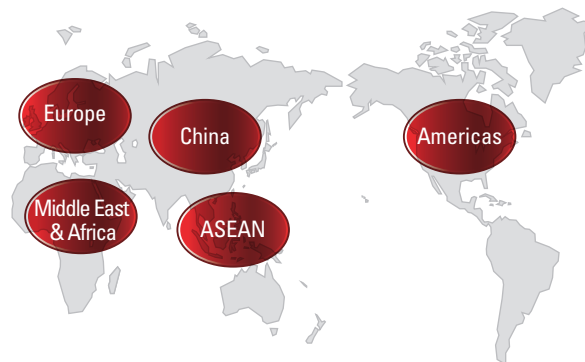 Europe
China
Americas
Middle East
& Africa
ASEAN